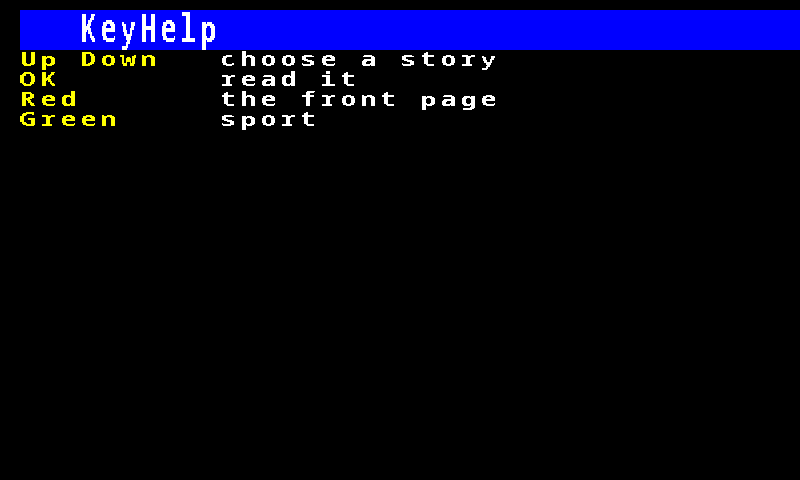 KeyHelp
Up Down choose a story
OK read it
Red the front page
Green sport